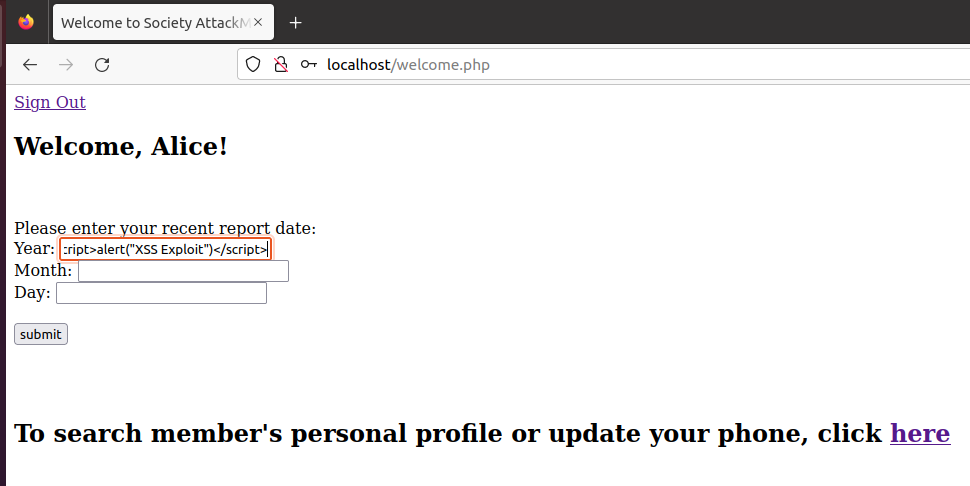 Welcome to Society AttackM
localhost/welcome.php
Sign Out
Welcome, Alice!
Please enter your recent report date:
Year: cript>alert("XSS Exploit")</script>
Month:
Day:
submit
To search member's personal profile or update your phone, click here